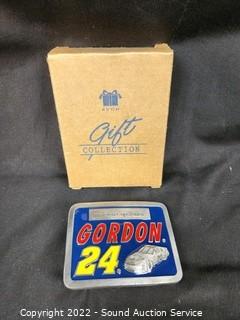 AVON
Gift
COLLECTION
GORDON
24
Copyright 2022 - Sound Auction Service